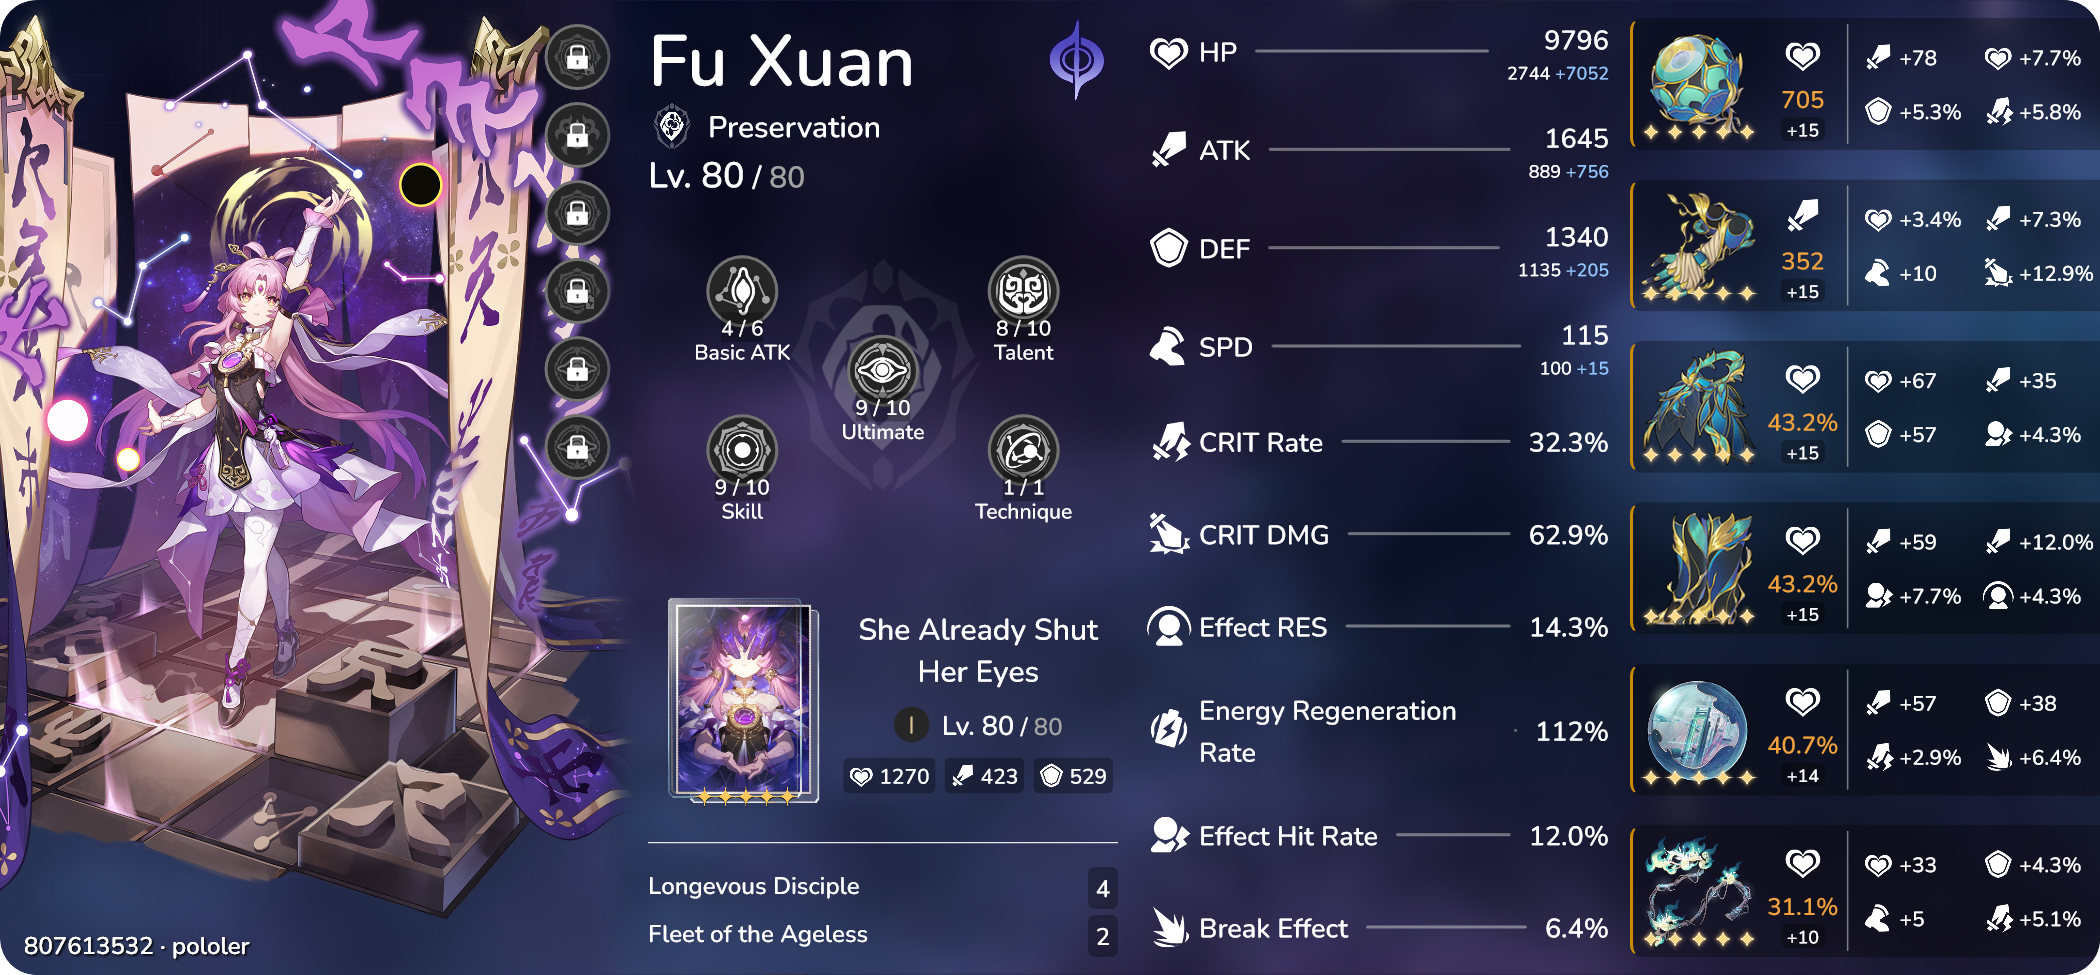 Fu Xuan
Preservation
Lv. 80 / 80
4 / 6
Basic ATK
8 / 10
Talent
9 / 10
Ultimate
9 / 10
Skill
1 / 1
Technique
She Already Shut
Her Eyes
I Lv. 80 / 80
1270 423 529
Longevous Disciple 4
Fleet of the Ageless 2
807613532 · pololer
HP 9796
2744 +7052
ATK 1645
889 +756
DEF 1340
1135 +205
SPD 115
100 +15
CRIT Rate 32.3%
CRIT DMG 62.9%
Effect RES 14.3%
Energy Regeneration
Rate 112%
Effect Hit Rate 12.0%
Break Effect 6.4%
705
+15
+78 +7.7%
+5.3% +5.8%
352
+15
+3.4% +7.3%
+10 +12.9%
43.2%
+15
+67 +35
+57 +4.3%
43.2%
+15
+59 +12.0%
+7.7% +4.3%
40.7%
+14
+57 +38
+2.9% +6.4%
31.1%
+10
+33 +4.3%
+5 +5.1%